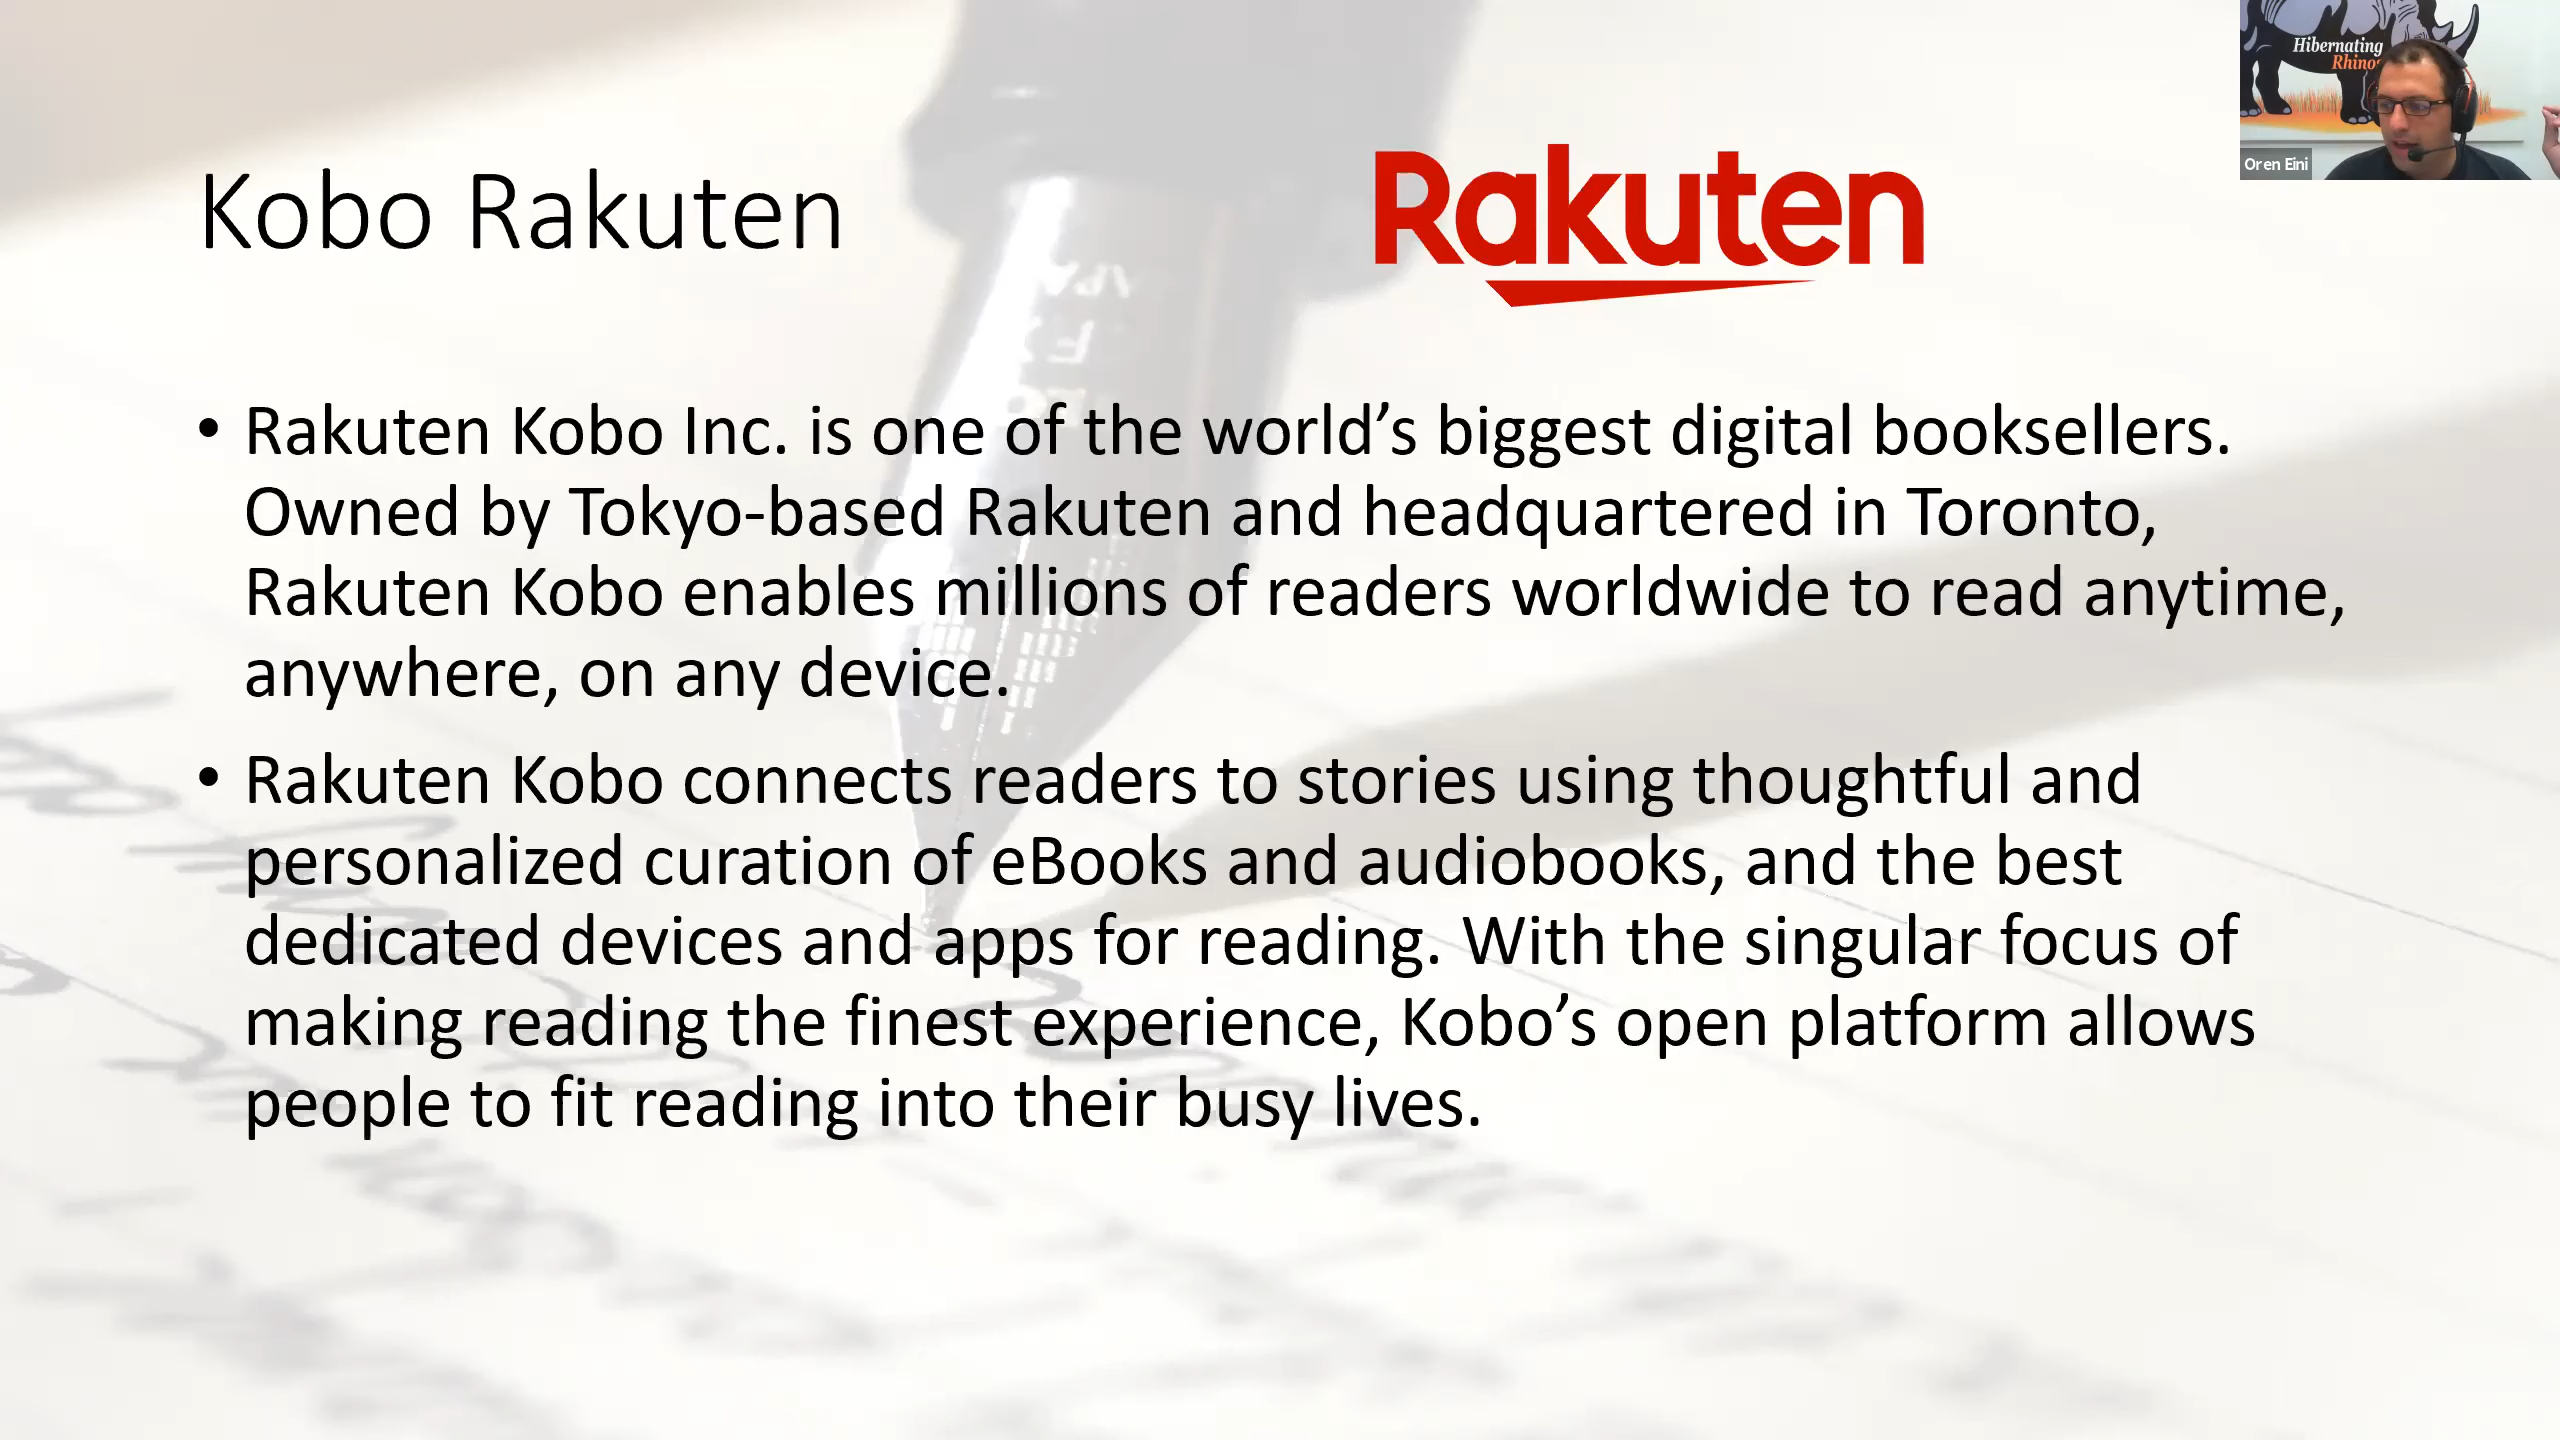 Hibernating
Rhinos
Oren Eini
Kobo Rakuten
Rakuten
• Rakuten Kobo Inc. is one of the world’s biggest digital booksellers.
Owned by Tokyo-based Rakuten and headquartered in Toronto,
Rakuten Kobo enables millions of readers worldwide to read anytime,
anywhere, on any device.
• Rakuten Kobo connects readers to stories using thoughtful and
personalized curation of eBooks and audiobooks, and the best
dedicated devices and apps for reading. With the singular focus of
making reading the finest experience, Kobo’s open platform allows
people to fit reading into their busy lives.